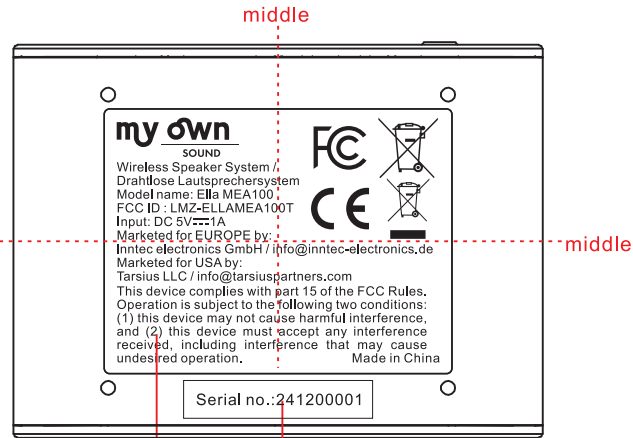 middle
my own
SOUND
FC
CE
Wireless Speaker System /
Drahtlose Lautsprechersystem
Model name: Ella MEA100
FCC ID : LMZ-ELLAMEA100T
Input: DC 5V⎓1A
Marketed for EUROPE by:
Inntec electronics GmbH / info@inntec-electronics.de
middle
Marketed for USA by:
Tarsius LLC / info@tarsiuspartners.com
This device complies with part 15 of the FCC Rules.
Operation is subject to the following two conditions:
(1) this device may not cause harmful interference,
and (2) this device must accept any interference
received, including interference that may cause
undesired operation. Made in China
Serial no.:241200001